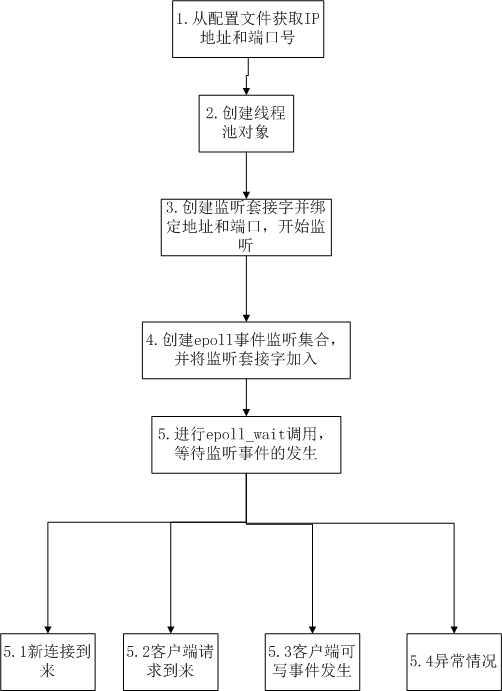 1.从配置文件获取IP
地址和端口号
2.创建线程
池对象
3.创建监听套接字并绑
定地址和端口，开始监
听
4.创建epoll事件监听集合，
并将监听套接字加入
5.进行epoll_wait调用，
等待监听事件的发生
5.1新连接到
来
5.2客户端请
求到来
5.3客户端可
写事件发生
5.4异常情况